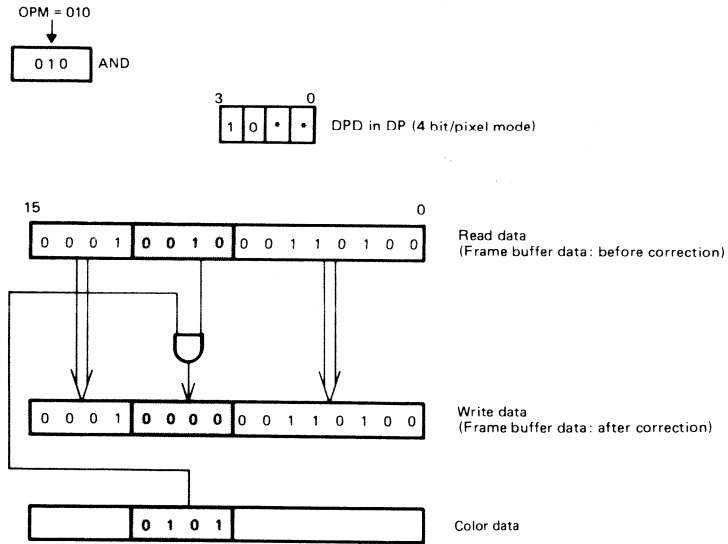 OPM = 010
0 1 0 AND
3 0
1 0 * * DPD in DP (4 bit/pixel mode)
15 0
0 0 0 1 0 0 1 0 0 0 1 1 0 1 0 0 Read data
(Frame buffer data: before correction)
0 0 0 1 0 0 0 0 0 0 1 1 0 1 0 0 Write data
(Frame buffer data: after correction)
0 1 0 1 Color data